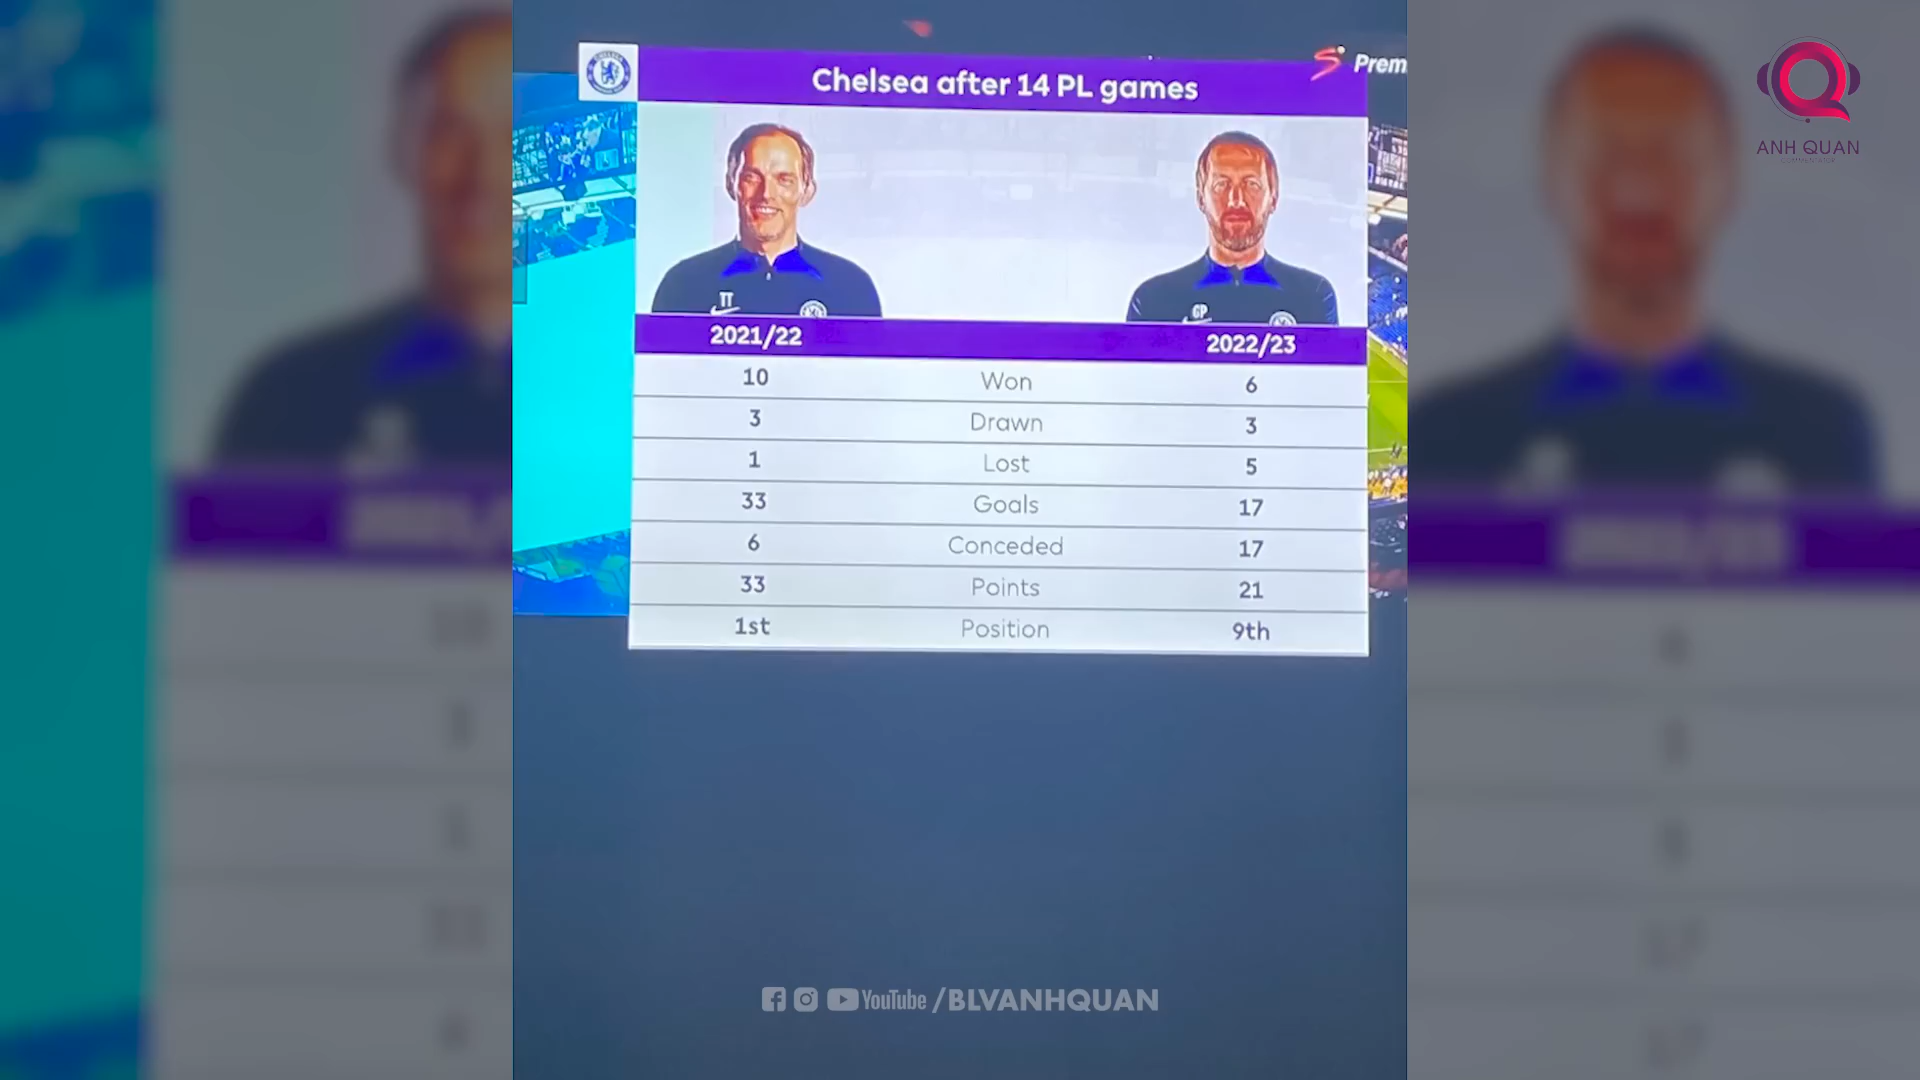 Chelsea after 14 PL games
Prem
ANH QUAN
TT
GP
2021/22 2022/23
10 Won 6
3 Drawn 3
1 Lost 5
33 Goals 17
6 Conceded 17
33 Points 21
1st Position 9th
YouTube /BLVANHQUAN